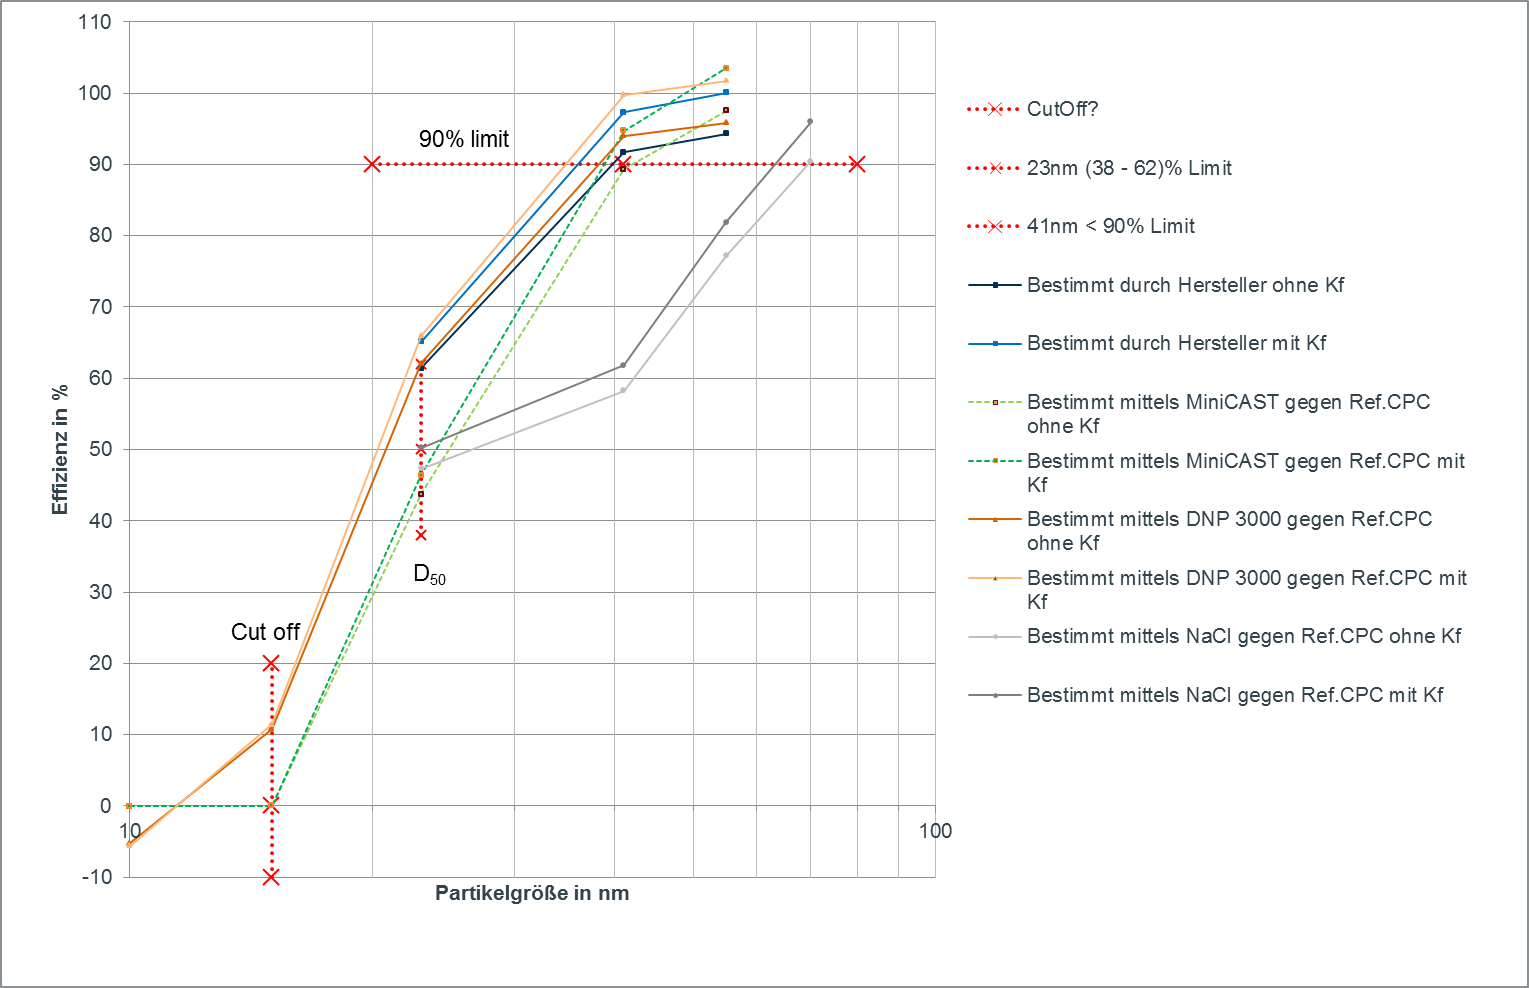 110
100
90
80
70
60
50
40
30
20
10
0
-10
10
100
Effizienz in %
Partikelgröße in nm
90% limit
D50
Cut off
CutOff?
23nm (38 - 62)% Limit
41nm < 90% Limit
Bestimmt durch Hersteller ohne Kf
Bestimmt durch Hersteller mit Kf
Bestimmt mittels MiniCAST gegen Ref.CPC
ohne Kf
Bestimmt mittels MiniCAST gegen Ref.CPC mit
Kf
Bestimmt mittels DNP 3000 gegen Ref.CPC
ohne Kf
Bestimmt mittels DNP 3000 gegen Ref.CPC mit
Kf
Bestimmt mittels NaCl gegen Ref.CPC ohne Kf
Bestimmt mittels NaCl gegen Ref.CPC mit Kf